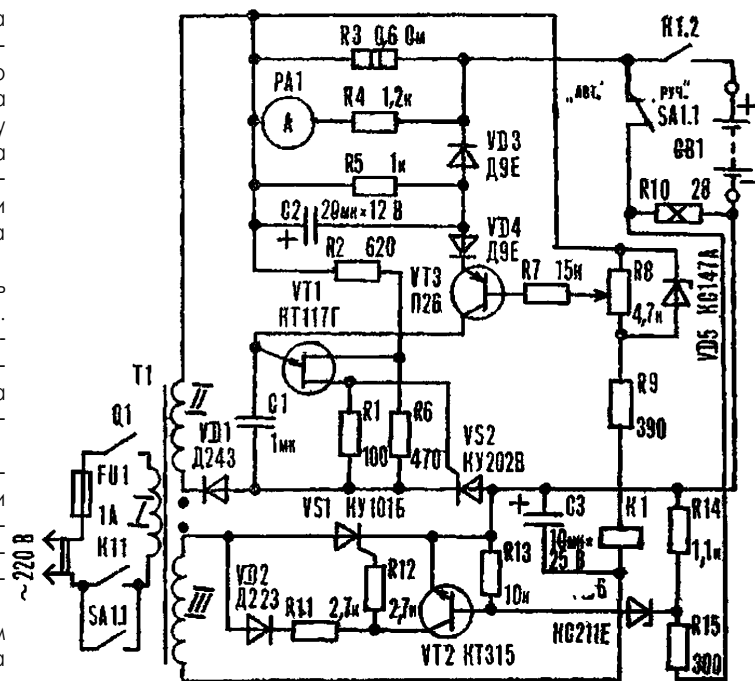 R3 0,6 Ом
K1.2
PA1
A
R4 1,2к
„авт.“
„руч.“
SA1.1
+
GB1
−
VD3
Д9Е
R5 1к
R10 28
C2 20мк×12 В
+
VD4
Д9Е
R2 620
VT1
КТ117Г
VT3
П26
R7 15к
R8
4,7к
VD5 КС147А
T1
II
Q1
C1
1мк
R1
100
R6
470
R9
390
VD1
Д243
VS2
КУ202В
FU1
1А
I
VS1 КУ101Б
+
C3
10мк×
25 В
K1
R14
1,1к
~220 В
K1.1
SA1.1
III
VD2
Д223
R11 2,7к
R12
2,7к
R13
10к
VT2 КТ315
КС211Е
R15
300